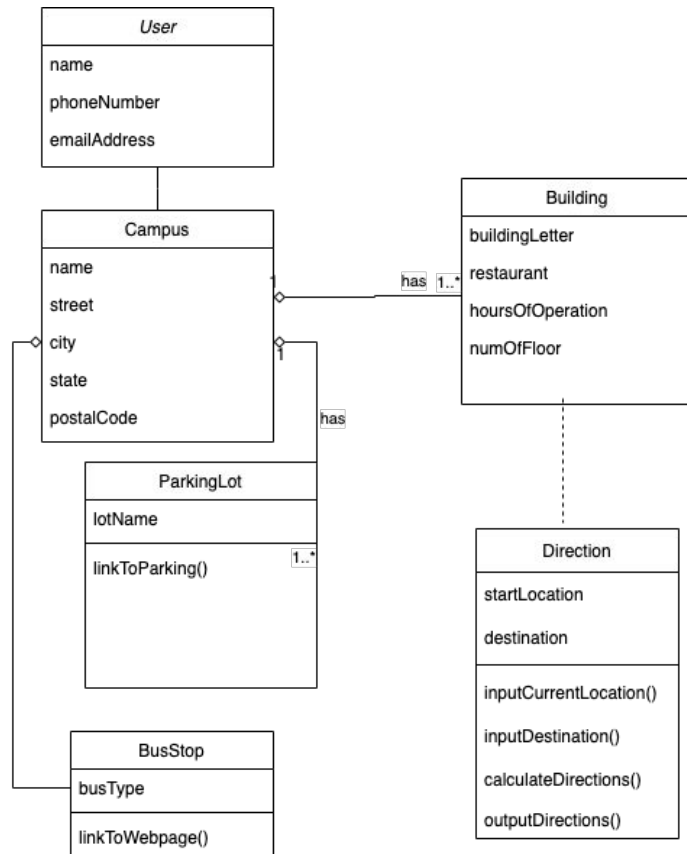 User
name
phoneNumber
emailAddress
Campus
name
street
city
state
postalCode
1
1
has
1..*
has
Building
buildingLetter
restaurant
hoursOfOperation
numOfFloor
ParkingLot
lotName
linkToParking()
1..*
Direction
startLocation
destination
inputCurrentLocation()
inputDestination()
calculateDirections()
outputDirections()
BusStop
busType
linkToWebpage()